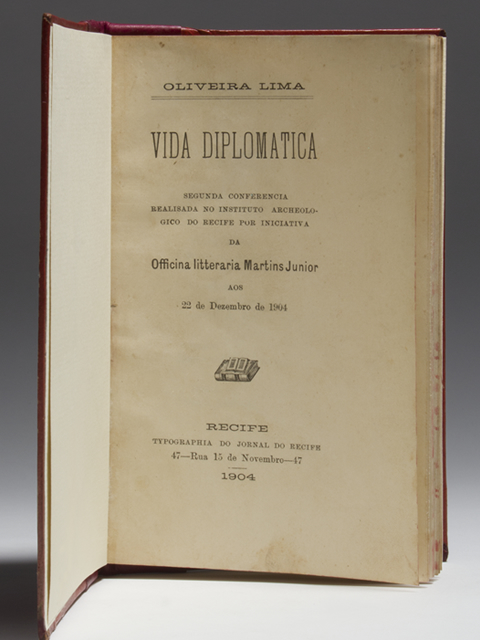 OLIVEIRA LIMA
VIDA DIPLOMATICA
SEGUNDA CONFERENCIA
REALISADA NO INSTITUTO ARCHEOLO-
GICO DO RECIFE POR INICIATIVA
DA
Officina litteraria Martins Junior
AOS
22 de Dezembro de 1904
RECIFE
TYPOGRAPHIA DO JORNAL DO RECIFE
47—Rua 15 de Novembro—47
1904